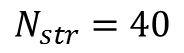 N_str = 40